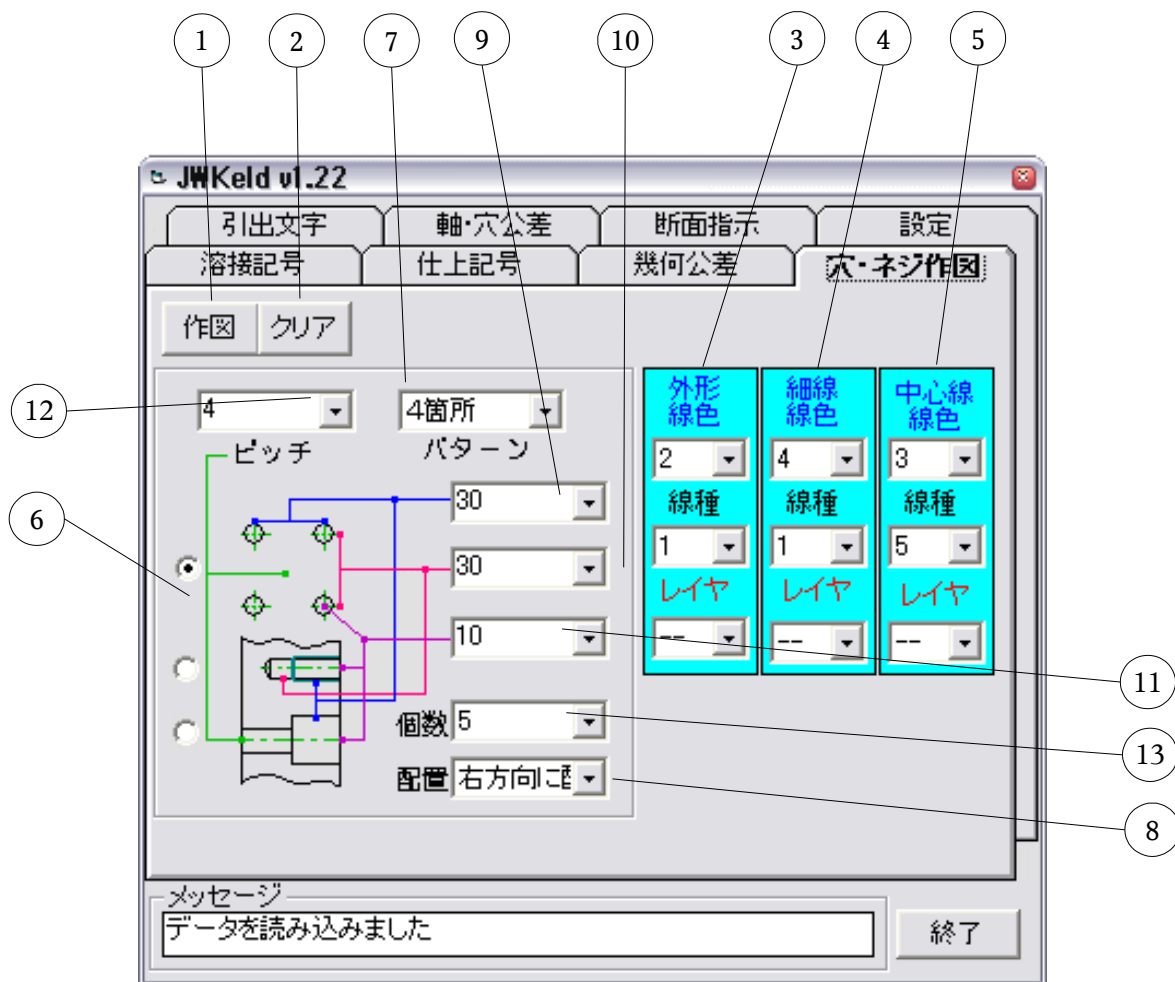 1
2
7
9
10
3
4
5
JWKeld v1.22
引出文字 軸・穴公差 断面指示 設定
溶接記号 仕上記号 幾何公差 穴・ネジ作図
作図 クリア
12
4
4箇所
ピッチ
パターン
6
30
30
10
個数 5
配置 右方向に配
外形
線色
2
線種
1
レイヤ
--
細線
線色
4
線種
1
レイヤ
--
中心線
線色
3
線種
5
レイヤ
--
11
13
8
メッセージ
データを読み込みました
終了